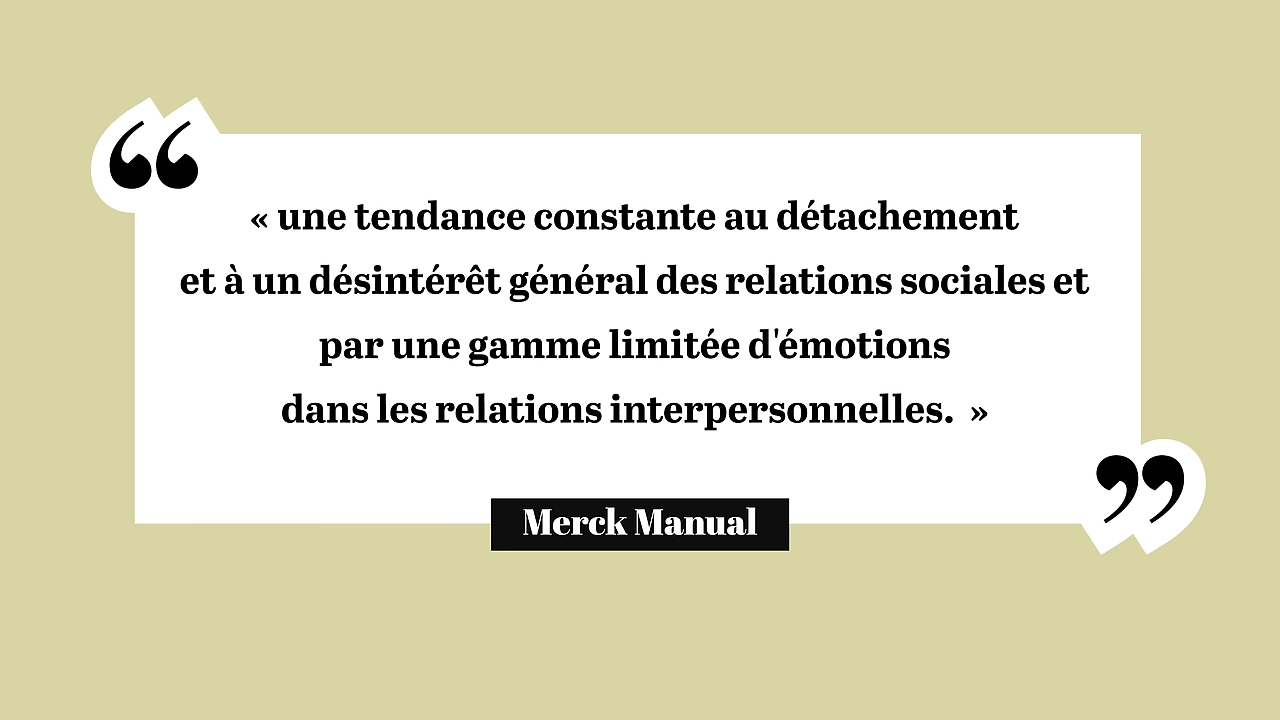 « une tendance constante au détachement
et à un désintérêt général des relations sociales et
par une gamme limitée d'émotions
dans les relations interpersonnelles.  »
Merck Manual